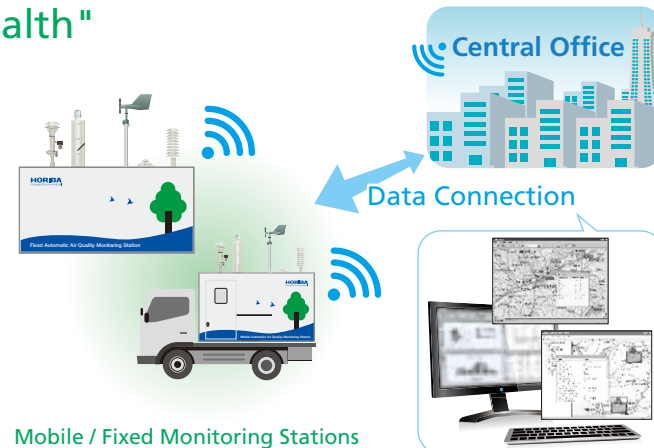 alth"
Central Office
HORIBA
Data Connection
Fixed Automatic Air Quality Monitoring Station
HORIBA
Mobile Automatic Air Quality Monitoring Station
Mobile / Fixed Monitoring Stations